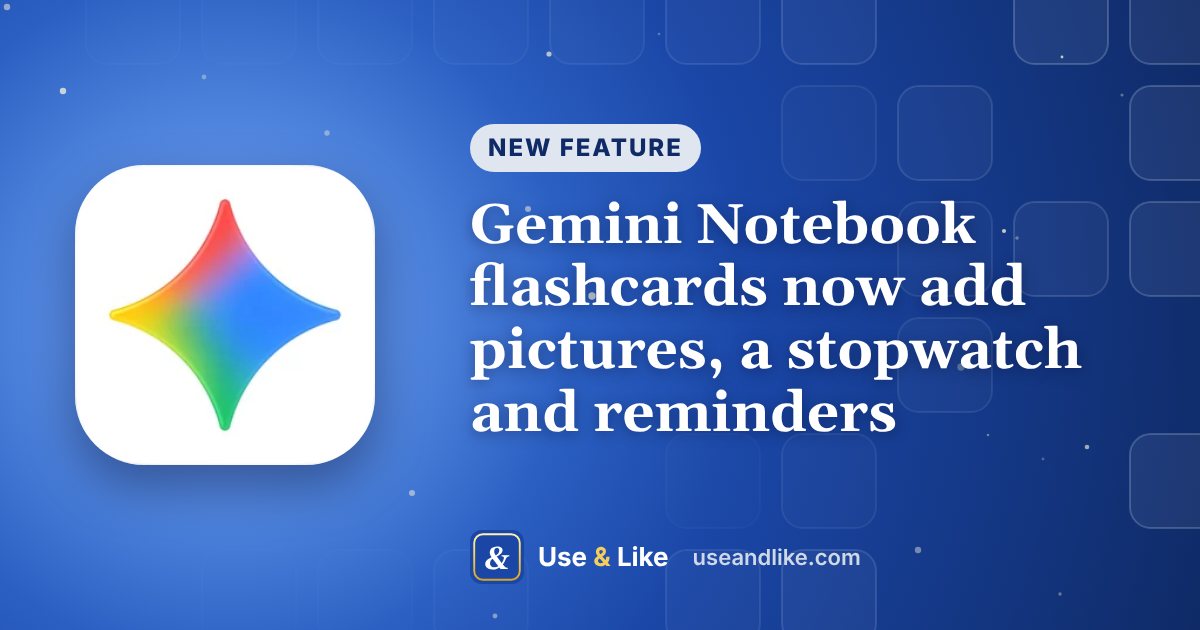 NEW FEATURE
Gemini Notebook
flashcards now add
pictures, a stopwatch
and reminders
& Use & Like useandlike.com